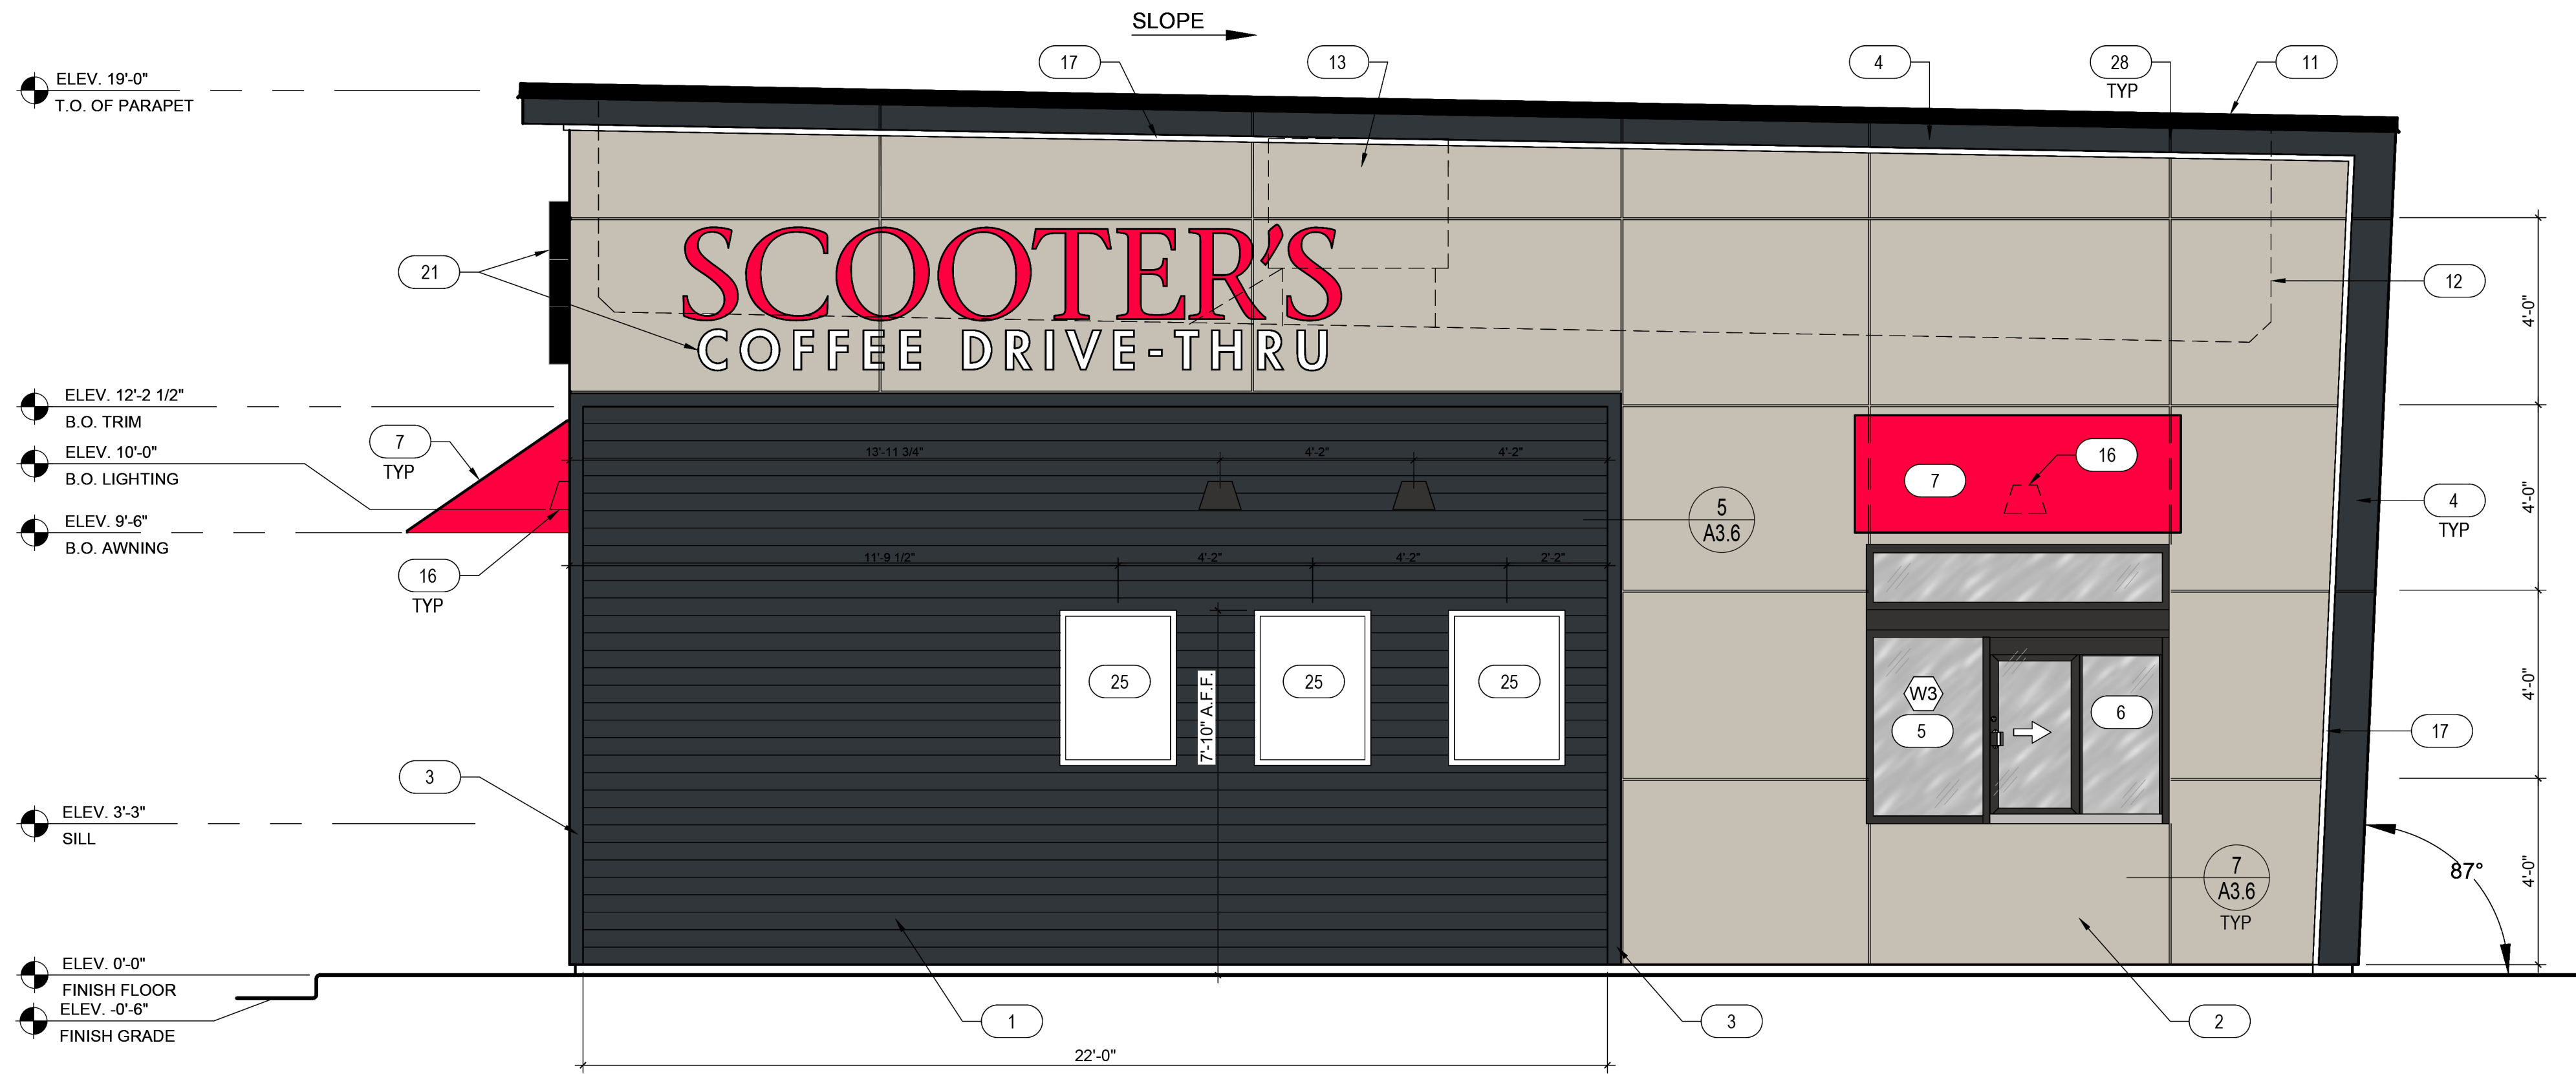 SLOPE
17
13
4
28
TYP
11
ELEV. 19'-0"
T.O. OF PARAPET
21
SCOOTER'S
COFFEE DRIVE-THRU
12
4'-0"
ELEV. 12'-2 1/2"
B.O. TRIM
7
TYP
ELEV. 10'-0"
B.O. LIGHTING
13'-11 3/4"
4'-2"
4'-2"
16
7
5
A3.6
4
TYP
4'-0"
ELEV. 9'-6"
B.O. AWNING
16
TYP
11'-9 1/2"
4'-2"
4'-2"
2'-2"
25
25
25
7'-10" A.F.F.
W3
5
6
17
4'-0"
3
ELEV. 3'-3"
SILL
87°
4'-0"
7
A3.6
TYP
ELEV. 0'-0"
FINISH FLOOR
ELEV. -0'-6"
FINISH GRADE
1
3
2
22'-0"